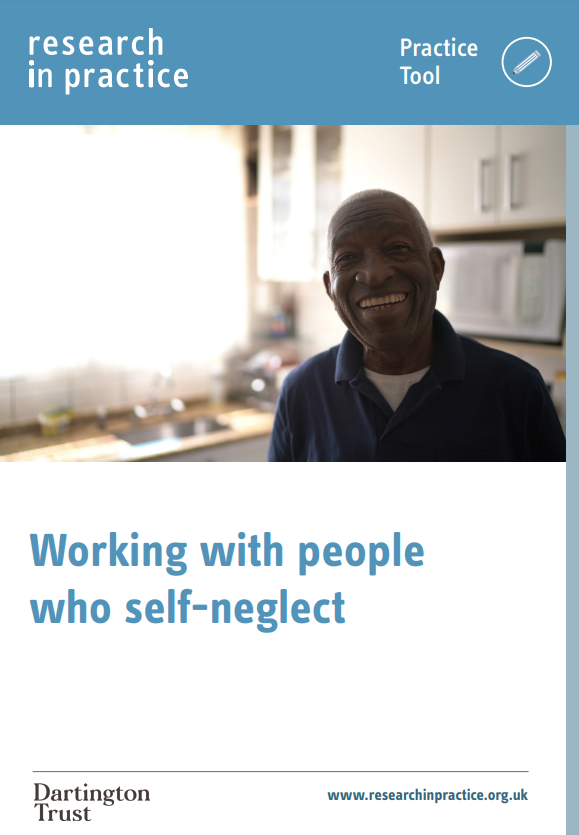 research
in practice
Practice
Tool
Working with people
who self-neglect
Dartington
Trust
www.researchinpractice.org.uk